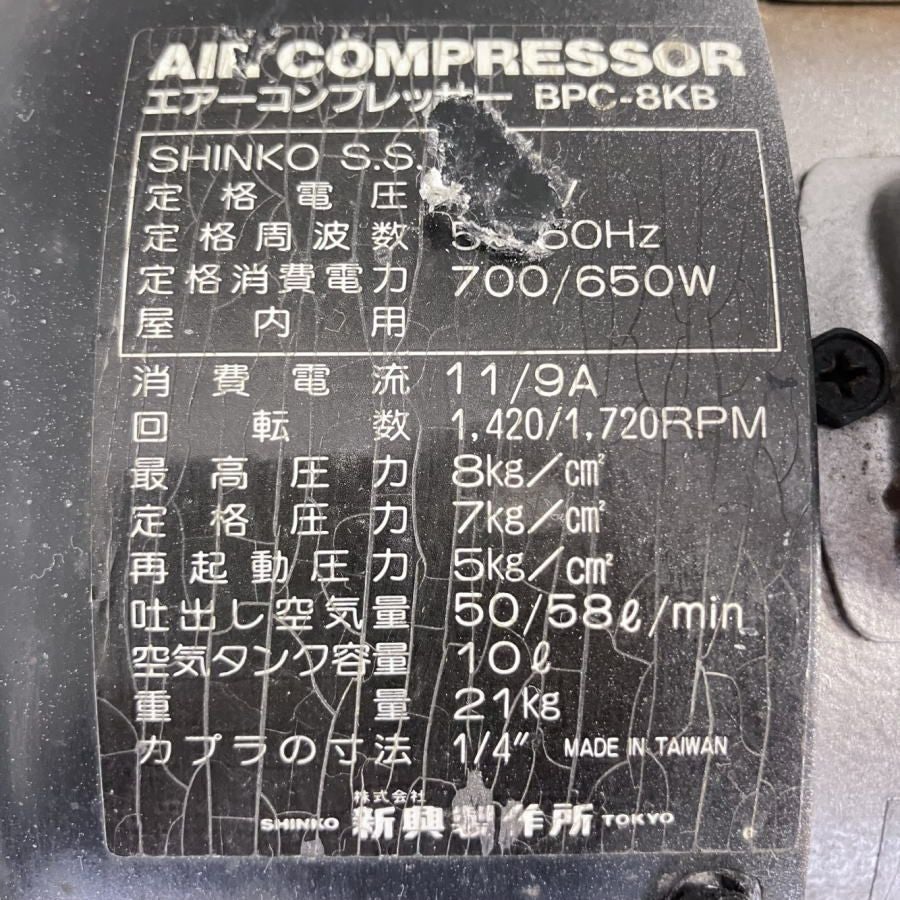 AIR COMPRESSOR
エアーコンプレッサー BPC-8KB
SHINKO S.S.
定格電圧
定格周波数 60Hz
定格消費電力 700/650W
屋内用
消費電流 11/9A
回転数 1,420/1,720RPM
最高圧力 8kg/cm²
定格圧力 7kg/cm²
再起動圧力 5kg/cm²
吐出し空気量 50/58ℓ/min
空気タンク容量 10ℓ
重量 21kg
カプラの寸法 1/4" MADE IN TAIWAN
株式会社
SHINKO 新興製作所 TOKYO